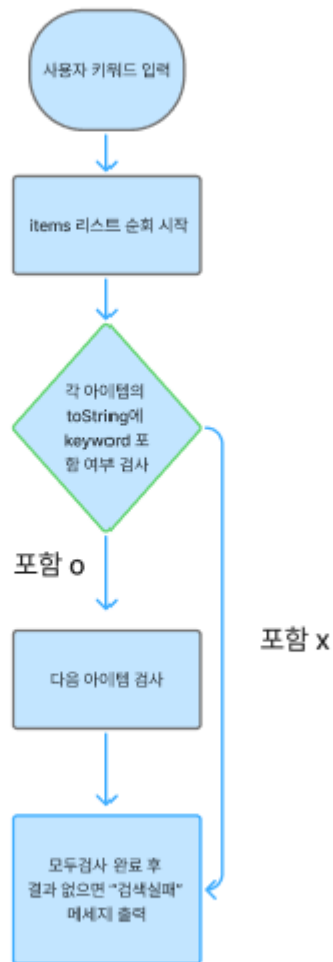 사용자 키워드 입력
items 리스트 순회 시작
각 아이템의
toString에
keyword 포
함 여부 검사
포함 o
포함 x
다음 아이템 검사
모두검사 완료 후
결과 없으면 "검색실패"
메세지 출력